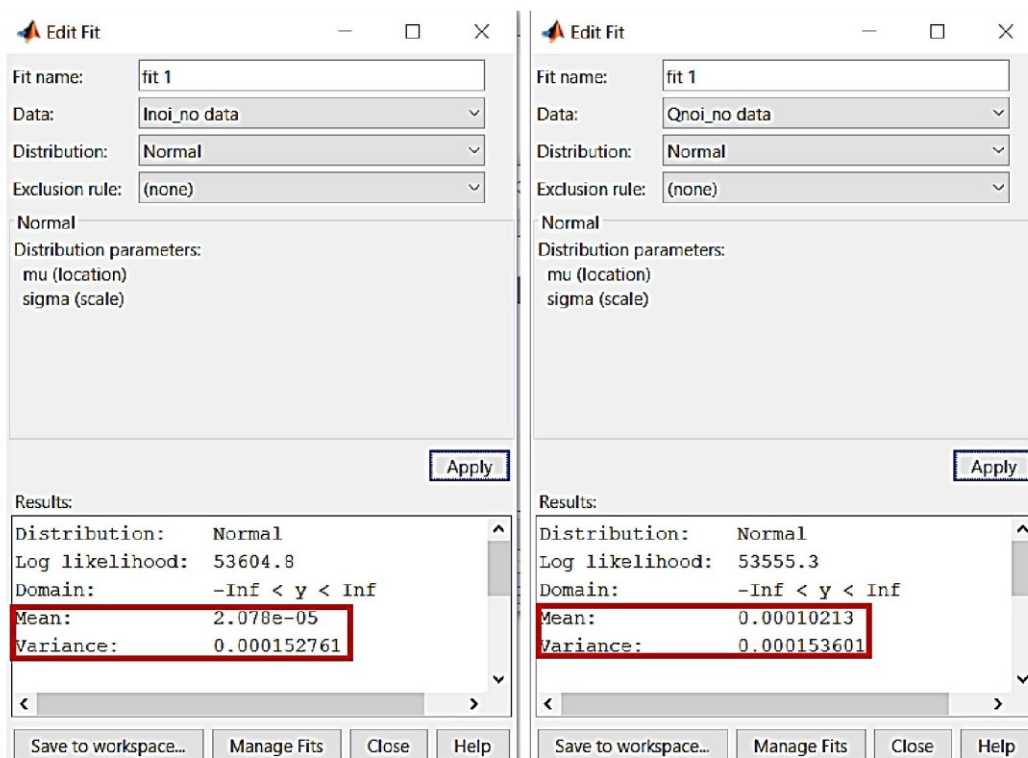 Edit Fit
Fit name: fit 1
Data: Inoi_no data
Distribution: Normal
Exclusion rule: (none)
Normal
Distribution parameters:
mu (location)
sigma (scale)
Apply
Results:
Distribution: Normal
Log likelihood: 53604.8
Domain: -Inf < y < Inf
Mean: 2.078e-05
Variance: 0.000152761
Save to workspace... Manage Fits Close Help
Edit Fit
Fit name: fit 1
Data: Qnoi_no data
Distribution: Normal
Exclusion rule: (none)
Normal
Distribution parameters:
mu (location)
sigma (scale)
Apply
Results:
Distribution: Normal
Log likelihood: 53555.3
Domain: -Inf < y < Inf
Mean: 0.00010213
Variance: 0.000153601
Save to workspace... Manage Fits Close Help